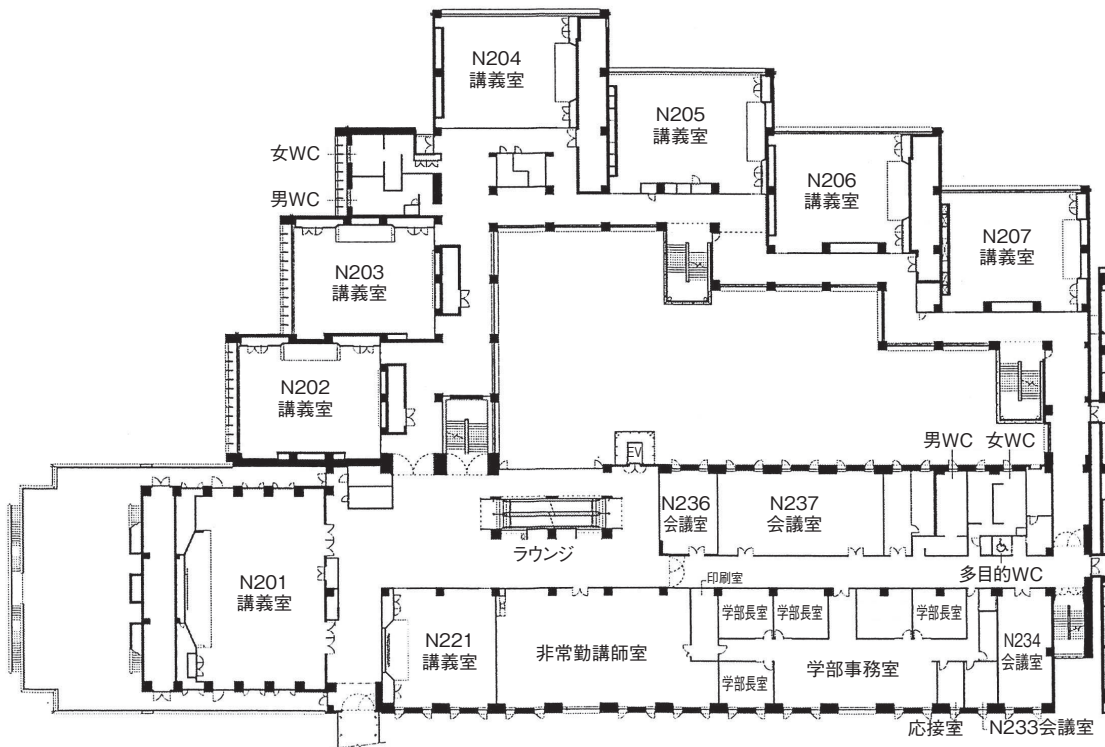 N204
講義室
N205
講義室
女WC
N206
講義室
男WC
N207
講義室
N203
講義室
N202
講義室
男WC
女WC
EV
N236
会議室
N237
会議室
ラウンジ
N201
講義室
印刷室
多目的WC
学部長室
学部長室
学部長室
N221
講義室
非常勤講師室
学部事務室
N234
会議室
学部長室
応接室
N233会議室